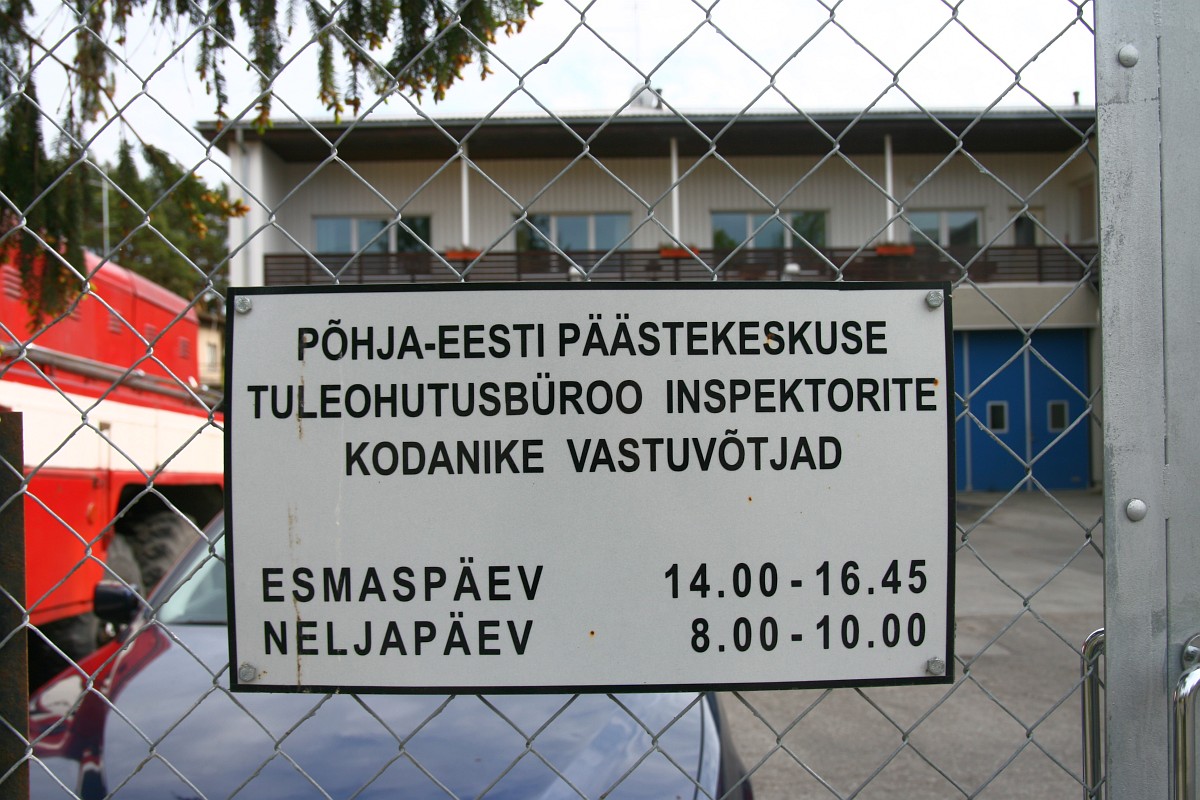 PÕHJA-EESTI PÄÄSTEKESKUSE
TULEOHUTUSBÜROO INSPEKTORITE
KODANIKE VASTUVÕTJAD
ESMASPÄEV 14.00 - 16.45
NELJAPÄEV 8.00 - 10.00